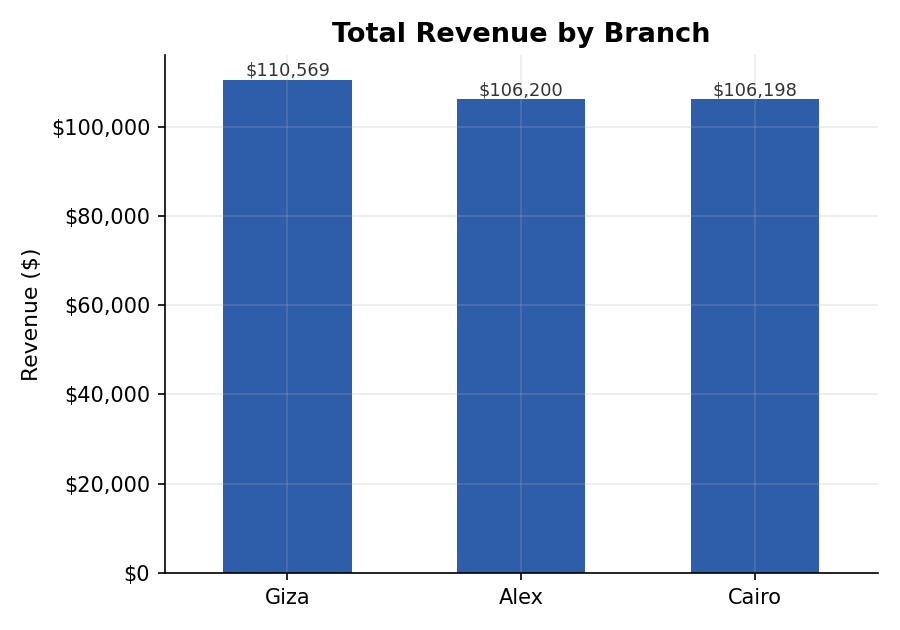 Total Revenue by Branch
$110,569
$106,200
$106,198
$100,000
$80,000
$60,000
$40,000
$20,000
$0
Revenue ($)
Giza
Alex
Cairo